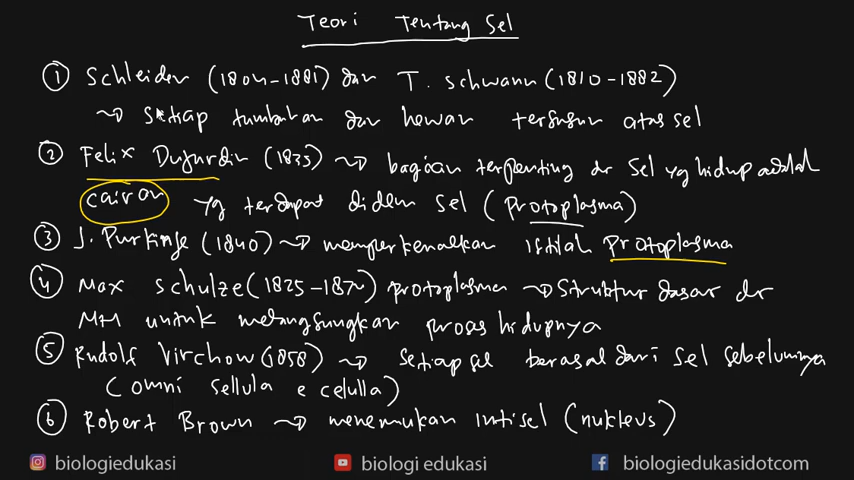 Teori Tentang Sel
① Schleiden (1804-1881) dan T. Schwann (1810-1882)
~> setiap tumbuhan dan hewan tersusun atas sel
② Felix Dujurdin (1835) ~> bagian terpenting dr sel yg hidup adalah
cairan yg terdapat didlm sel (protoplasma)
③ J. Purkinje (1840) ~> memperkenalkan istilah protoplasma
④ Max Schulze (1825-1874) protoplasma ~> struktur dasar dr
MH untuk melangsungkan proses hidupnya
⑤ Rudolf Virchow (1858) ~> setiap sel berasal dari sel sebelumnya
(omni sellula e celulla)
⑥ Robert Brown ~> menemukan intisel (nukleus)
biologiedukasi biologi edukasi biologiedukasidotcom